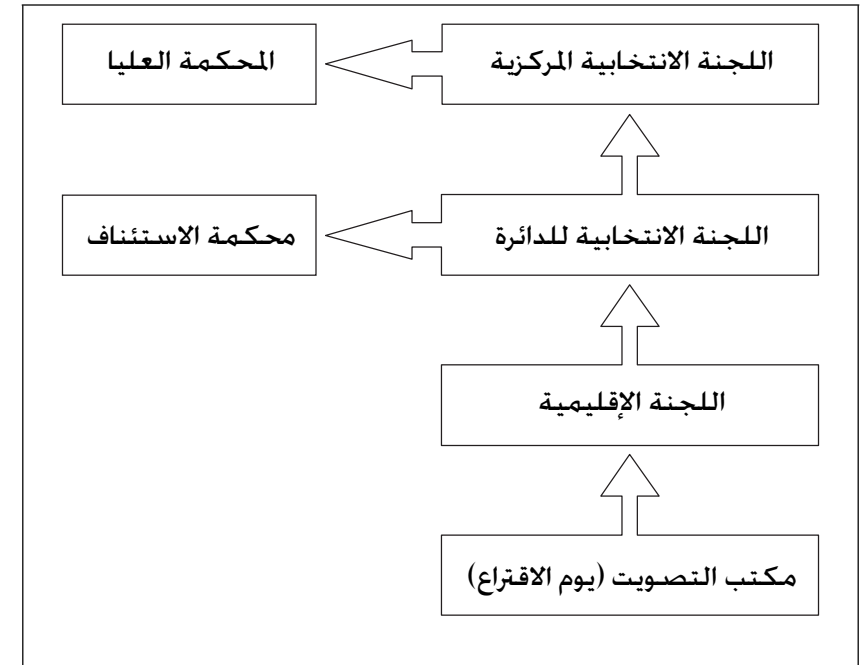 اللجنة الانتخابية المركزية
المحكمة العليا
اللجنة الانتخابية للدائرة
محكمة الاستئناف
اللجنة الإقليمية
مكتب التصويت (يوم الاقتراع)